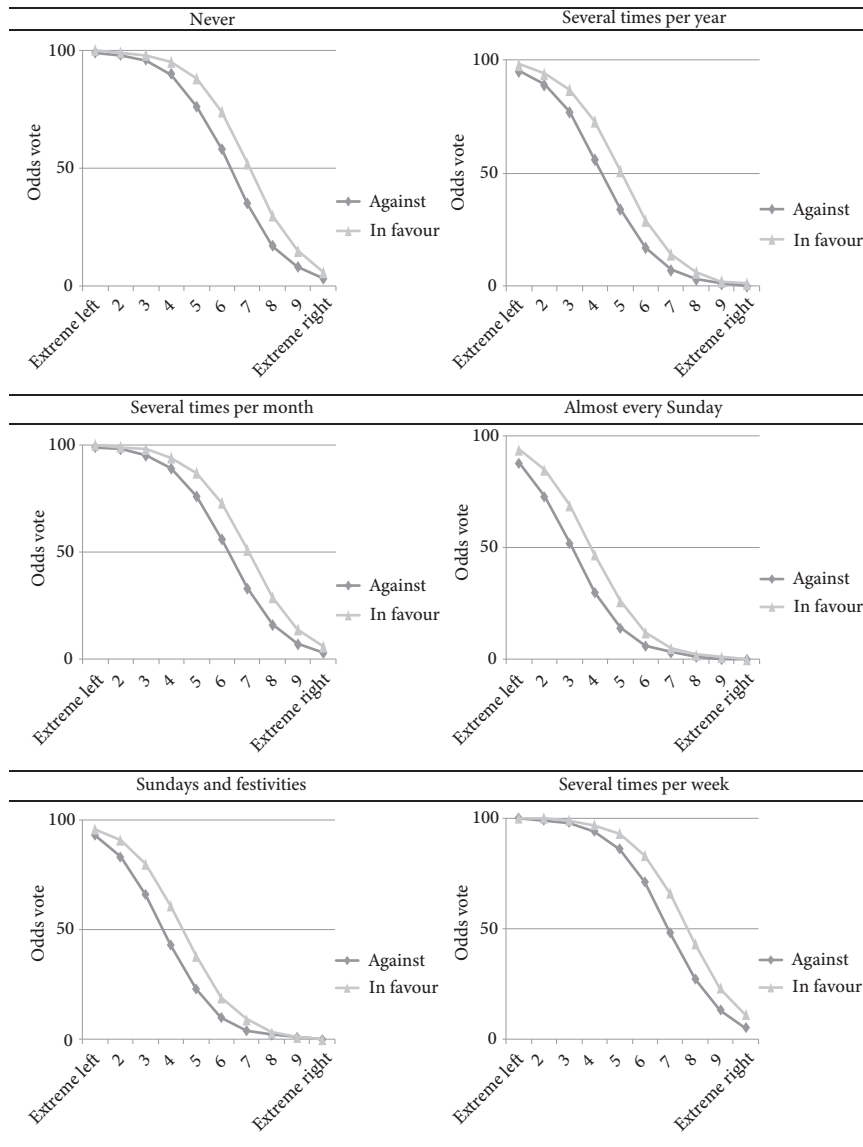 Never
Several times per year
100
50
0
Odds vote
Against
In favour
Extreme left
2
3
4
5
6
7
8
9
Extreme right
100
50
0
Odds vote
Against
In favour
Extreme left
2
3
4
5
6
7
8
9
Extreme right
Several times per month
Almost every Sunday
100
50
0
Odds vote
Against
In favour
Extreme left
2
3
4
5
6
7
8
9
Extreme right
100
50
0
Odds vote
Against
In favour
Extreme left
2
3
4
5
6
7
8
9
Extreme right
Sundays and festivities
Several times per week
100
50
0
Odds vote
Against
In favour
Extreme left
2
3
4
5
6
7
8
9
Extreme right
100
50
0
Odds vote
Against
In favour
Extreme left
2
3
4
5
6
7
8
9
Extreme right